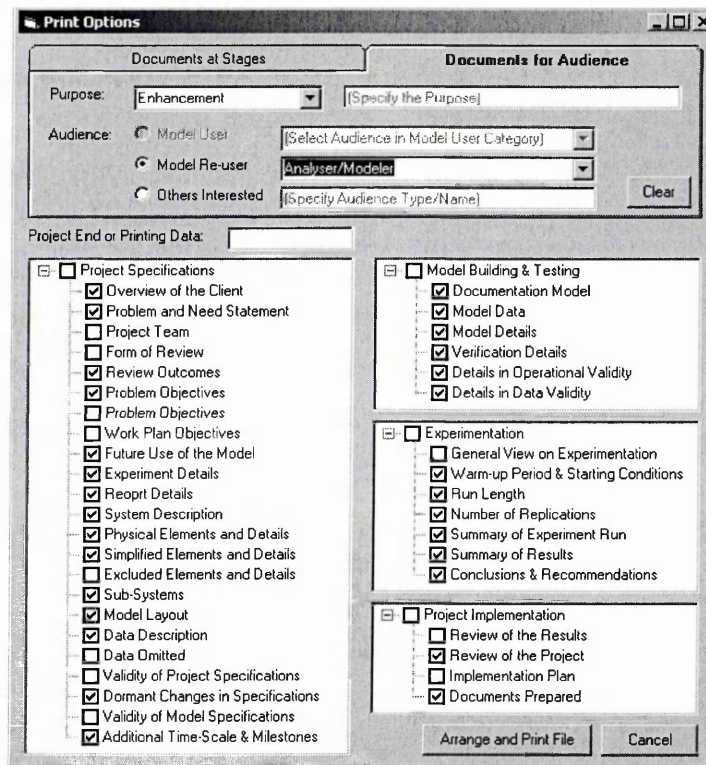 Print Options
Documents at Stages
Documents for Audience
Purpose:
Enhancement
(Specify the Purpose)
Audience:
Model User
(Select Audience in Model User Category)
Model Re-user
Analyser/Modeler
Others Interested
(Specify Audience Type/Name)
Clear
Project End or Printing Data:
Project Specifications
Overview of the Client
Problem and Need Statement
Project Team
Form of Review
Review Outcomes
Problem Objectives
Problem Objectives
Work Plan Objectives
Future Use of the Model
Experiment Details
Reoprt Details
System Description
Physical Elements and Details
Simplified Elements and Details
Excluded Elements and Details
Sub-Systems
Model Layout
Data Description
Data Omitted
Validity of Project Specifications
Dormant Changes in Specifications
Validity of Model Specifications
Additional Time-Scale & Milestones
Model Building & Testing
Documentation Model
Model Data
Model Details
Verification Details
Details in Operational Validity
Details in Data Validity
Experimentation
General View on Experimentation
Warm-up Period & Starting Conditions
Run Length
Number of Replications
Summary of Experiment Run
Summary of Results
Conclusions & Recommendations
Project Implementation
Review of the Results
Review of the Project
Implementation Plan
Documents Prepared
Arrange and Print File
Cancel